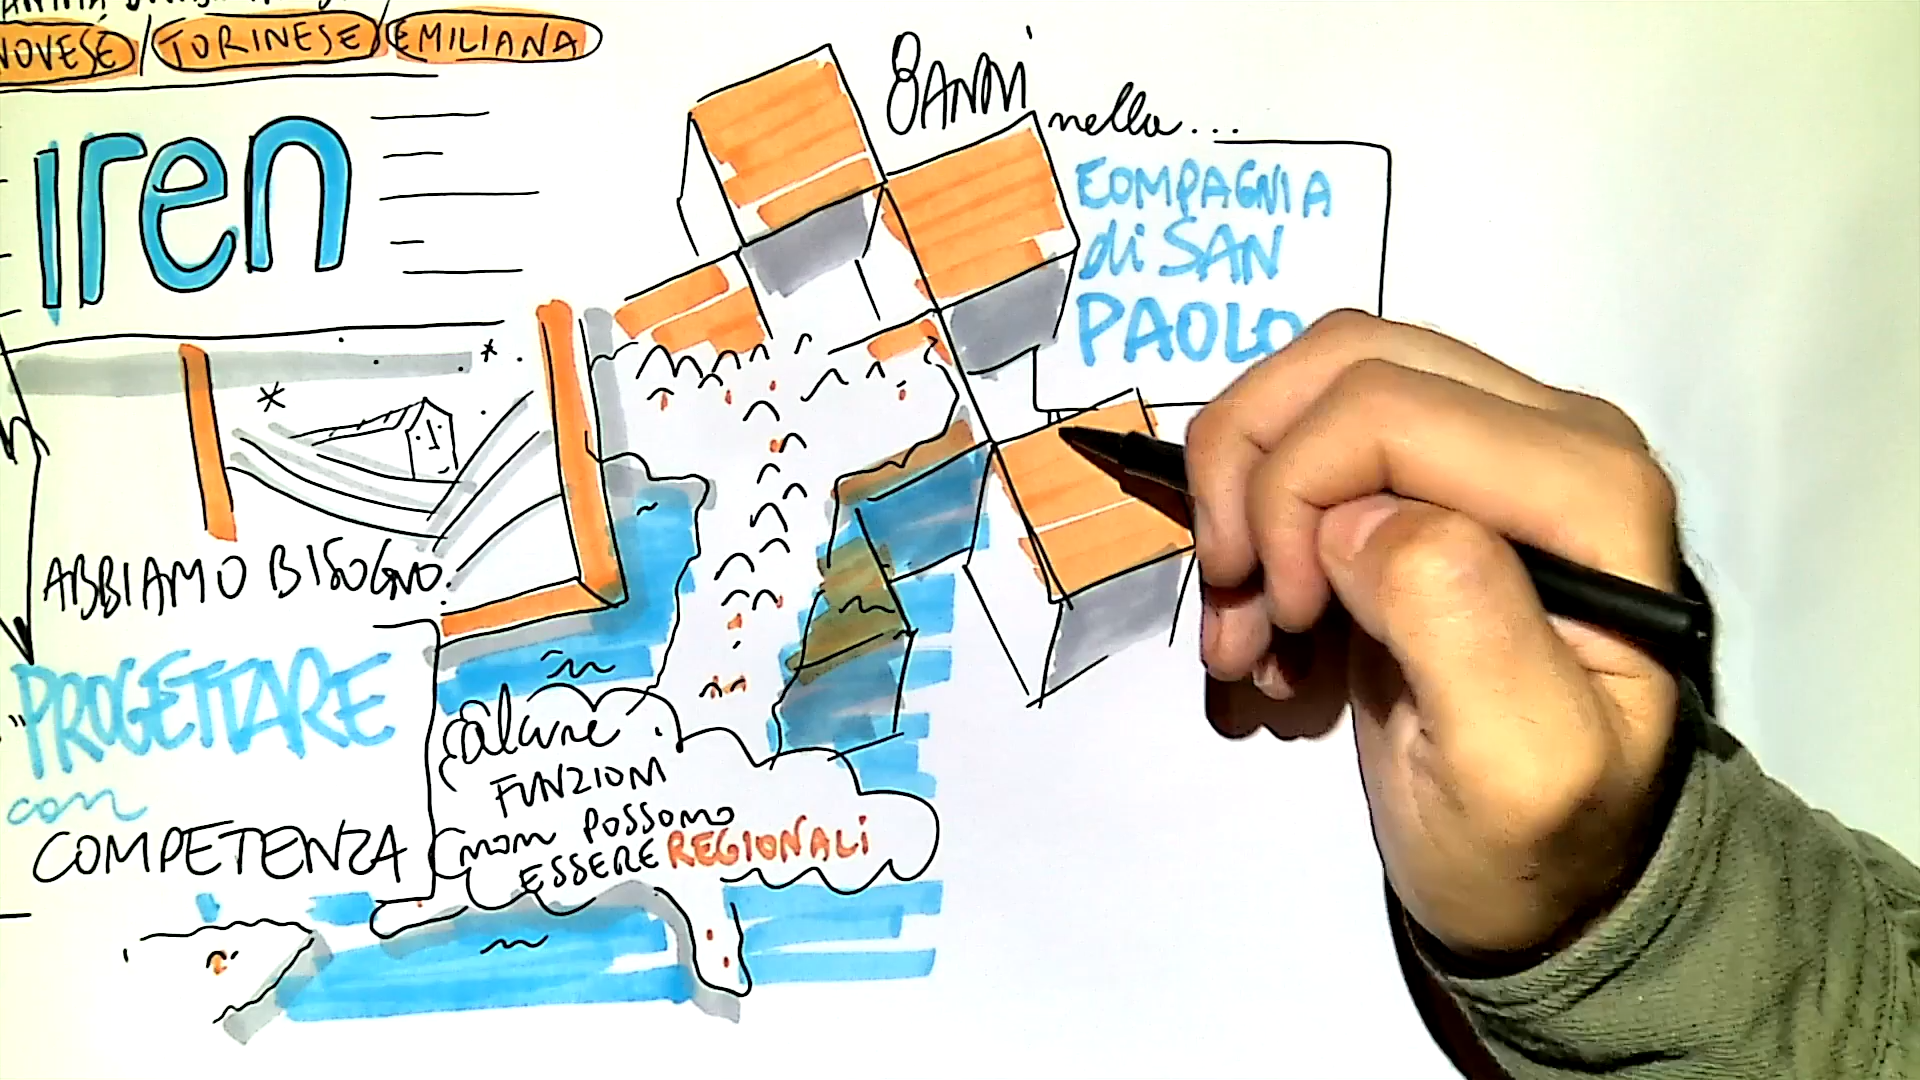 TORINESE / EMILIANA
Iren
8 ANNI nella...
COMPAGNIA
di SAN
PAOLO
ABBIAMO BISOGNO
PROGETTARE
con
COMPETENZA
alcune
FUNZIONI
non POSSONO
ESSERE REGIONALI